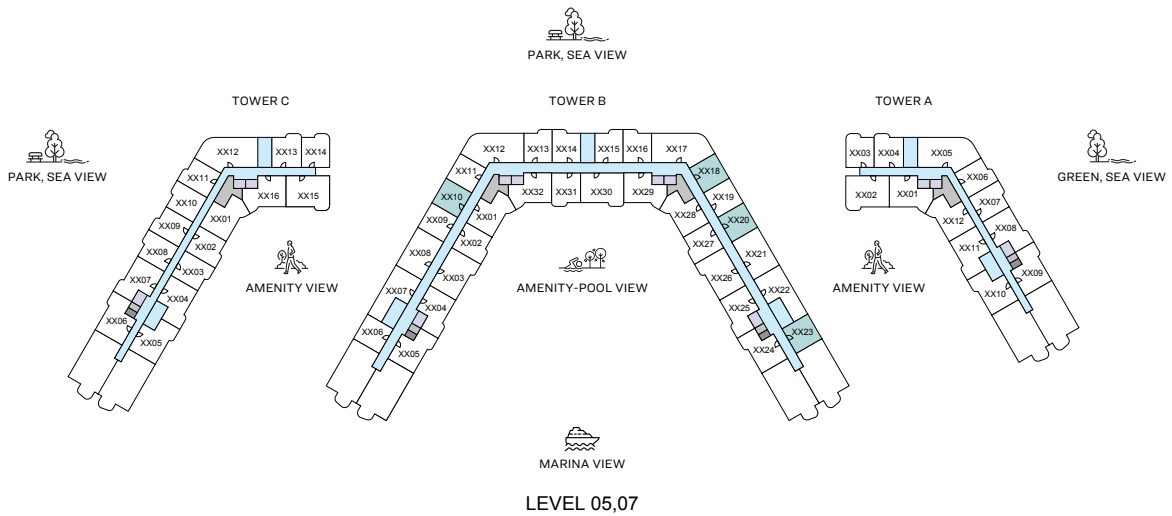 PARK, SEA VIEW
TOWER C
TOWER B
TOWER A
PARK, SEA VIEW
GREEN, SEA VIEW
XX12
XX13
XX14
XX11
XX10
XX09
XX08
XX07
XX06
XX05
XX04
XX03
XX02
XX01
XX16
XX15
XX12
XX13
XX14
XX15
XX16
XX17
XX11
XX10
XX09
XX08
XX07
XX06
XX05
XX04
XX03
XX02
XX01
XX32
XX31
XX30
XX29
XX28
XX27
XX26
XX25
XX24
XX18
XX19
XX20
XX21
XX22
XX23
XX03
XX04
XX05
XX02
XX01
XX06
XX07
XX08
XX09
XX12
XX11
XX10
AMENITY VIEW
AMENITY-POOL VIEW
AMENITY VIEW
MARINA VIEW
LEVEL 05,07